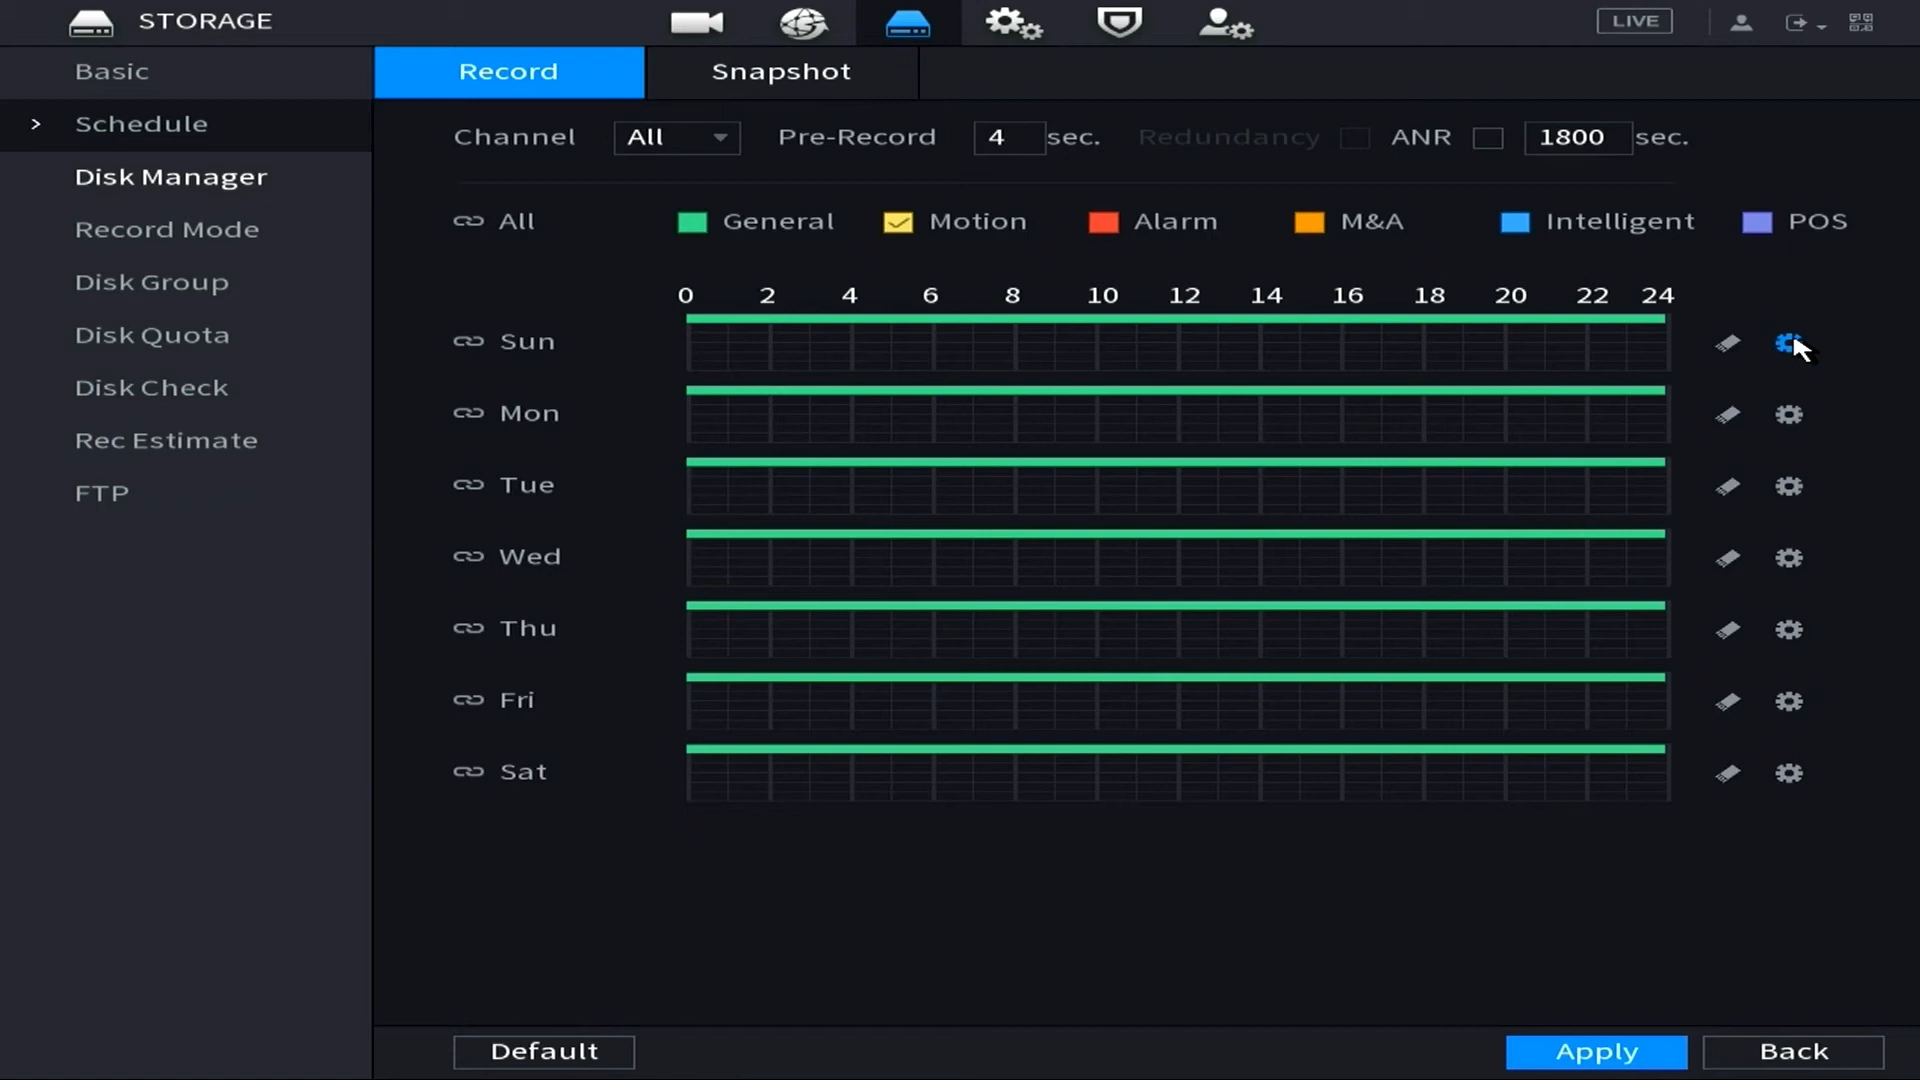 STORAGE
LIVE
Basic
Schedule
Disk Manager
Record Mode
Disk Group
Disk Quota
Disk Check
Rec Estimate
FTP
Record Snapshot
Channel All Pre-Record 4 sec. Redundancy ANR 1800 sec.
All General Motion Alarm M&A Intelligent POS
0 2 4 6 8 10 12 14 16 18 20 22 24
Sun
Mon
Tue
Wed
Thu
Fri
Sat
Default Apply Back